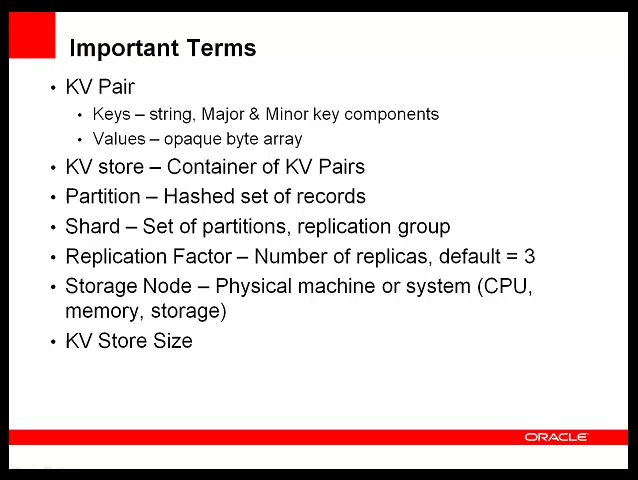 Important Terms
• KV Pair
• Keys – string, Major & Minor key components
• Values – opaque byte array
• KV store – Container of KV Pairs
• Partition – Hashed set of records
• Shard – Set of partitions, replication group
• Replication Factor – Number of replicas, default = 3
• Storage Node – Physical machine or system (CPU,
memory, storage)
• KV Store Size
ORACLE